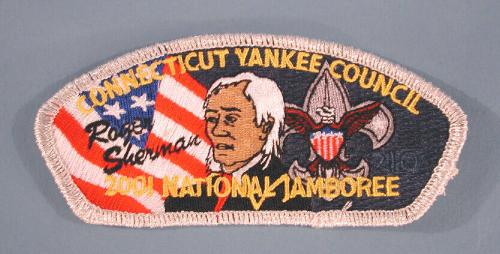 CONNECTICUT YANKEE COUNCIL
Roger
Sherman
2001 NATIONAL JAMBOREE